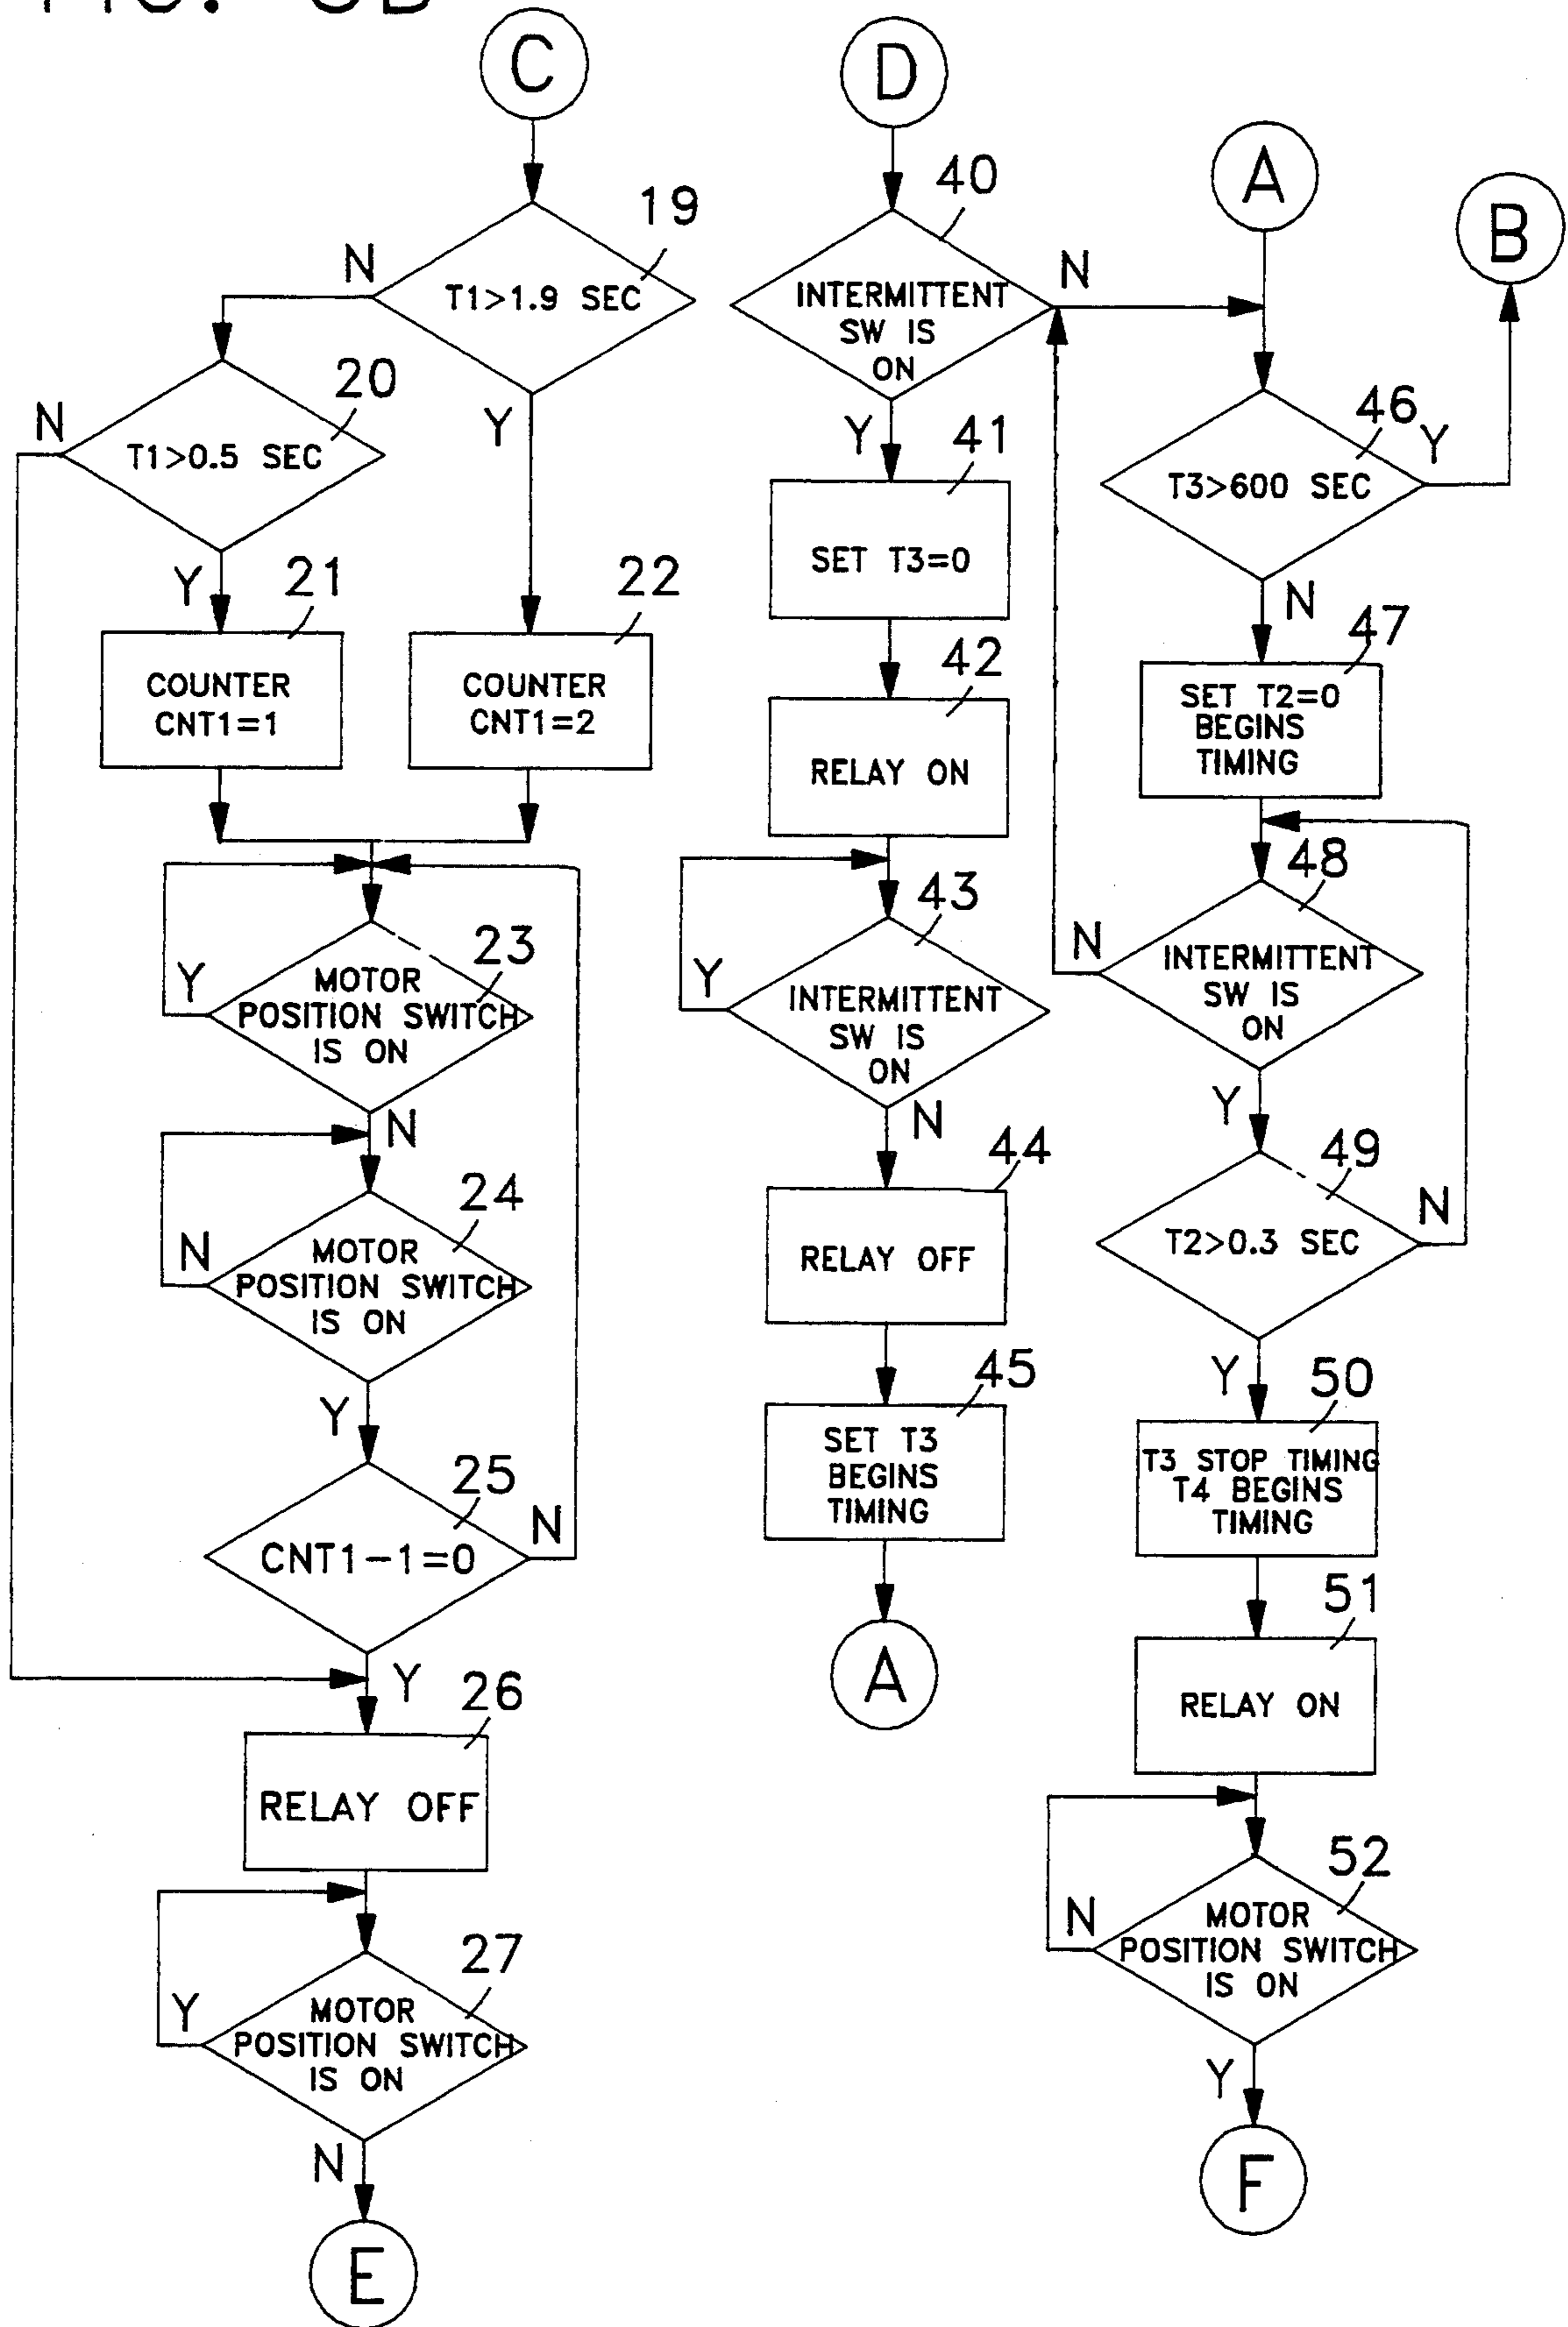 C
19
N
T1>1.9 SEC
20
N
Y
T1>0.5 SEC
Y
21
22
COUNTER
CNT1=1
COUNTER
CNT1=2
23
Y
MOTOR
POSITION SWITCH
IS ON
N
24
N
MOTOR
POSITION SWITCH
IS ON
Y
25
N
CNT1-1=0
Y
26
RELAY OFF
27
Y
MOTOR
POSITION SWITCH
IS ON
N
E
D
40
N
INTERMITTENT
SW IS
ON
Y
41
SET T3=0
42
RELAY ON
43
Y
INTERMITTENT
SW IS
ON
N
44
RELAY OFF
45
SET T3
BEGINS
TIMING
A
A
B
46
Y
T3>600 SEC
N
47
SET T2=0
BEGINS
TIMING
48
N
INTERMITTENT
SW IS
ON
Y
49
N
T2>0.3 SEC
Y
50
T3 STOP TIMING
T4 BEGINS
TIMING
51
RELAY ON
52
N
MOTOR
POSITION SWITCH
IS ON
Y
F